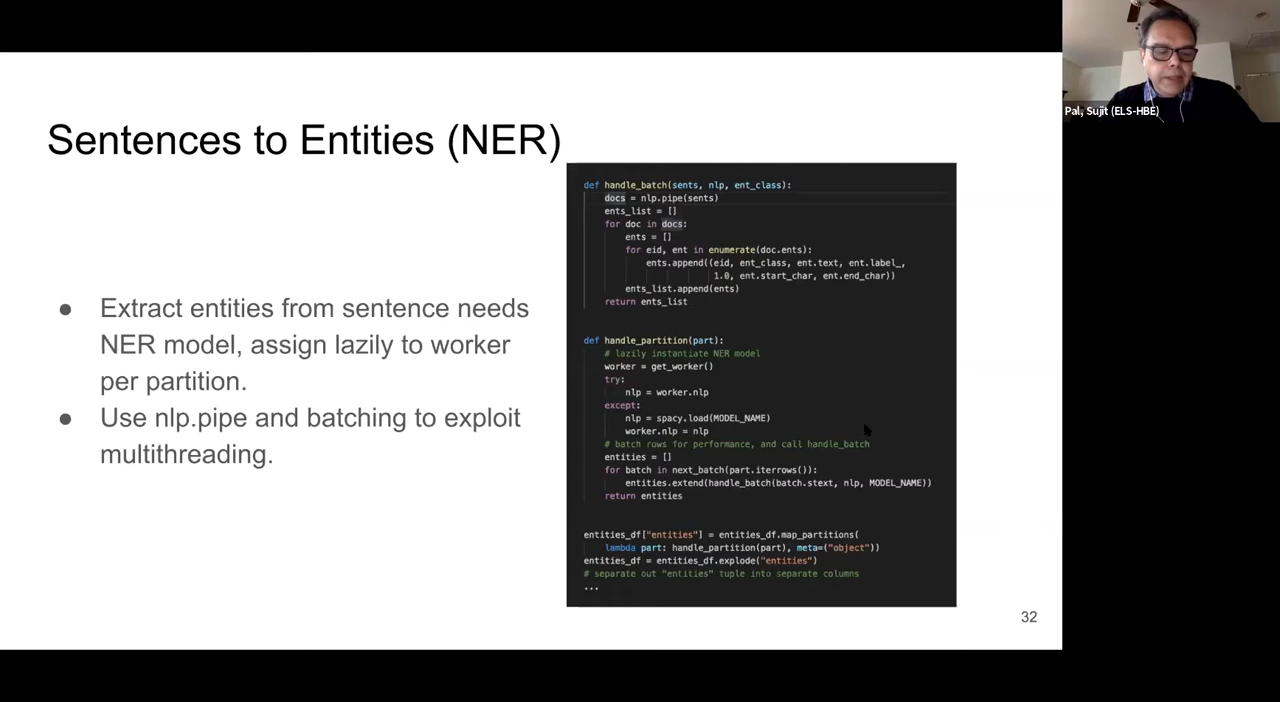 Pal, Sujit (ELS-HBE)
Sentences to Entities (NER)
● Extract entities from sentence needs
NER model, assign lazily to worker
per partition.
● Use nlp.pipe and batching to exploit
multithreading.
def handle_batch(sents, nlp, ent_class):
    docs = nlp.pipe(sents)
    ents_list = []
    for doc in docs:
        ents = []
        for eid, ent in enumerate(doc.ents):
            ents.append((eid, ent_class, ent.text, ent.label_,
                         1.0, ent.start_char, ent.end_char))
        ents_list.append(ents)
    return ents_list
def handle_partition(part):
    # lazily instantiate NER model
    worker = get_worker()
    try:
        nlp = worker.nlp
    except:
        nlp = spacy.load(MODEL_NAME)
        worker.nlp = nlp
    # batch rows for performance, and call handle_batch
    entities = []
    for batch in next_batch(part.iterrows()):
        entities.extend(handle_batch(batch.stext, nlp, MODEL_NAME))
    return entities
entities_df["entities"] = entities_df.map_partitions(
    lambda part: handle_partition(part), meta=("object"))
entities_df = entities_df.explode("entities")
# separate out "entities" tuple into separate columns
...
32